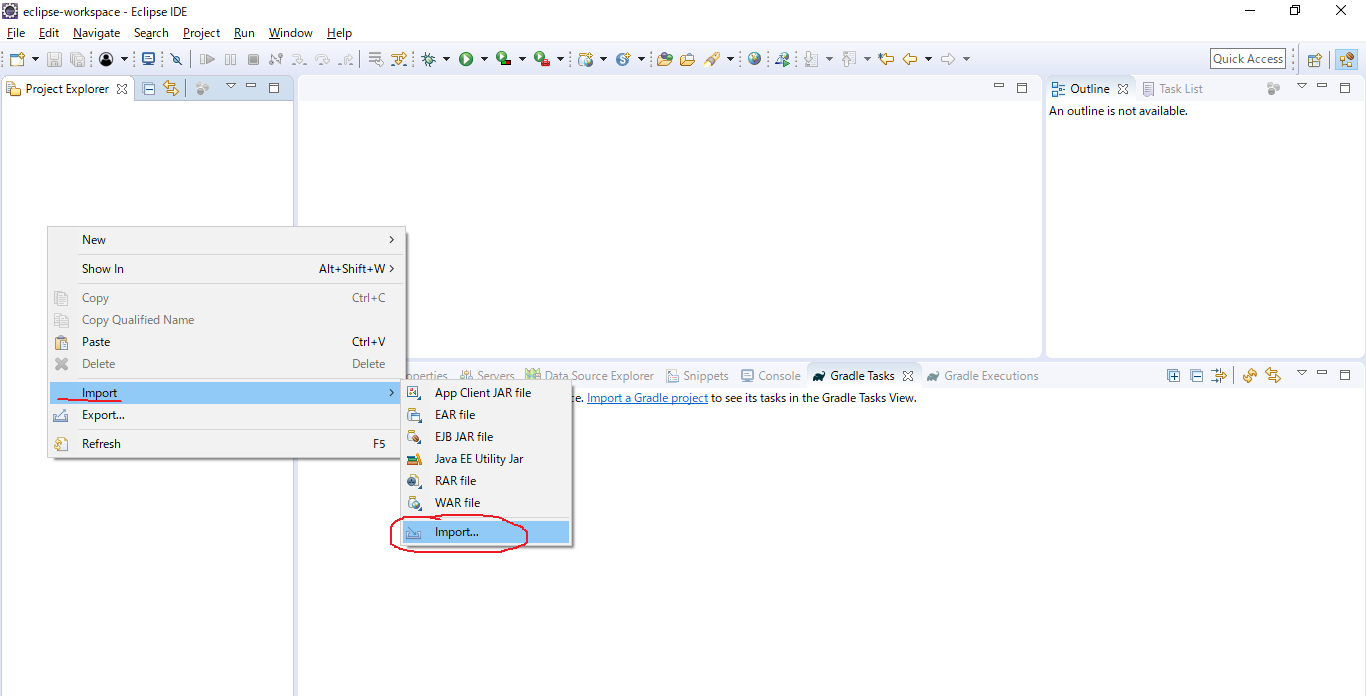 eclipse-workspace - Eclipse IDE
File Edit Navigate Search Project Run Window Help
Quick Access
Project Explorer
Outline Task List
An outline is not available.
New
Show In Alt+Shift+W
Copy Ctrl+C
Copy Qualified Name
Paste Ctrl+V
Delete Delete
Import
Export...
Refresh F5
App Client JAR file
EAR file
EJB JAR file
Java EE Utility Jar
RAR file
WAR file
Import...
Servers Data Source Explorer Snippets Console Gradle Tasks Gradle Executions
Import a Gradle project to see its tasks in the Gradle Tasks View.